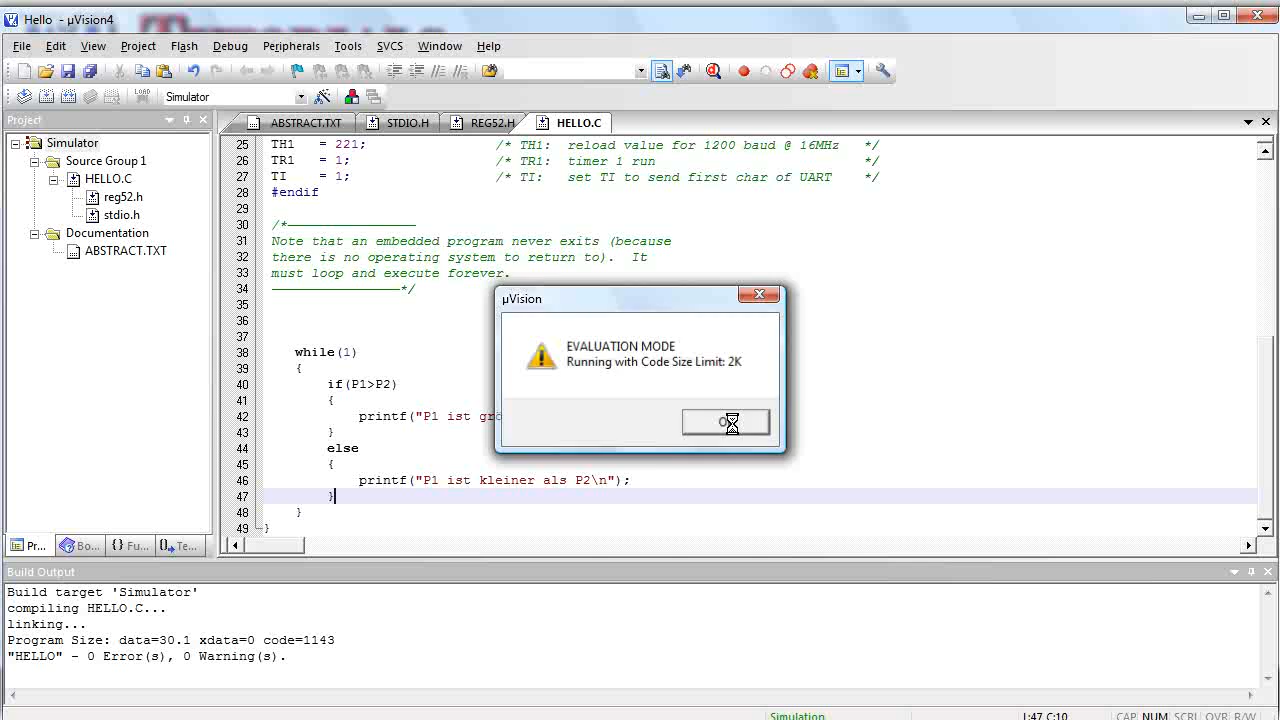 Hello - µVision4
File Edit View Project Flash Debug Peripherals Tools SVCS Window Help
LOAD Simulator
Project
ABSTRACT.TXT STDIO.H REG52.H HELLO.C
Simulator
Source Group 1
HELLO.C
reg52.h
stdio.h
Documentation
ABSTRACT.TXT
25 TH1 = 221; /* TH1: reload value for 1200 baud @ 16MHz */
26 TR1 = 1; /* TR1: timer 1 run */
27 TI = 1; /* TI: set TI to send first char of UART */
28 #endif
29
30 /*
31 Note that an embedded program never exits (because
32 there is no operating system to return to). It
33 must loop and execute forever.
34 */
35
36
37
38 while(1)
39 {
40 if(P1>P2)
41 {
42 printf("P1 ist
43 }
44 else
45 {
46 printf("P1 ist kleiner als P2\n");
47 }
48 }
49 }
µVision
EVALUATION MODE
Running with Code Size Limit: 2K
Pr... Bo... {} Fu... Te...
Build Output
Build target 'Simulator'
compiling HELLO.C...
linking...
Program Size: data=30.1 xdata=0 code=1143
"HELLO" - 0 Error(s), 0 Warning(s).
Simulation L:47 C:10 CAP NUM SCRL OVR R/W